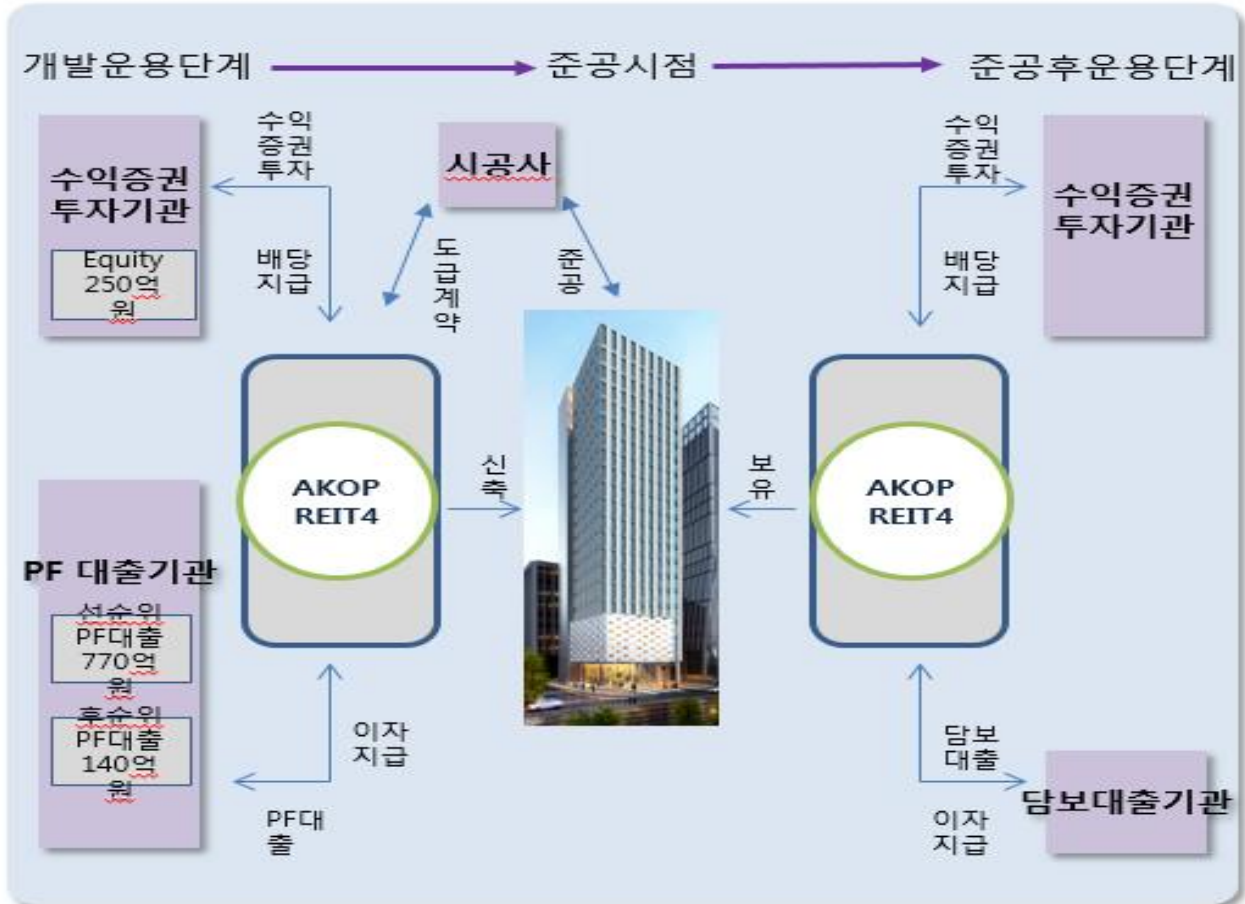 개발운용단계
준공시점
준공후운용단계
수익
증권
투자
수익증권
투자기관
Equity
250억
원
배당
지급
시공사
도
급
계
약
준
공
수익
증권
투자
배당
지급
수익증권
투자기관
AKOP
REIT4
신
축
보
유
AKOP
REIT4
PF 대출기관
선순위
PF대출
770억
원
후순위
PF대출
140억
원
이자
지급
PF대
출
담보
대출
이자
지급
담보대출기관